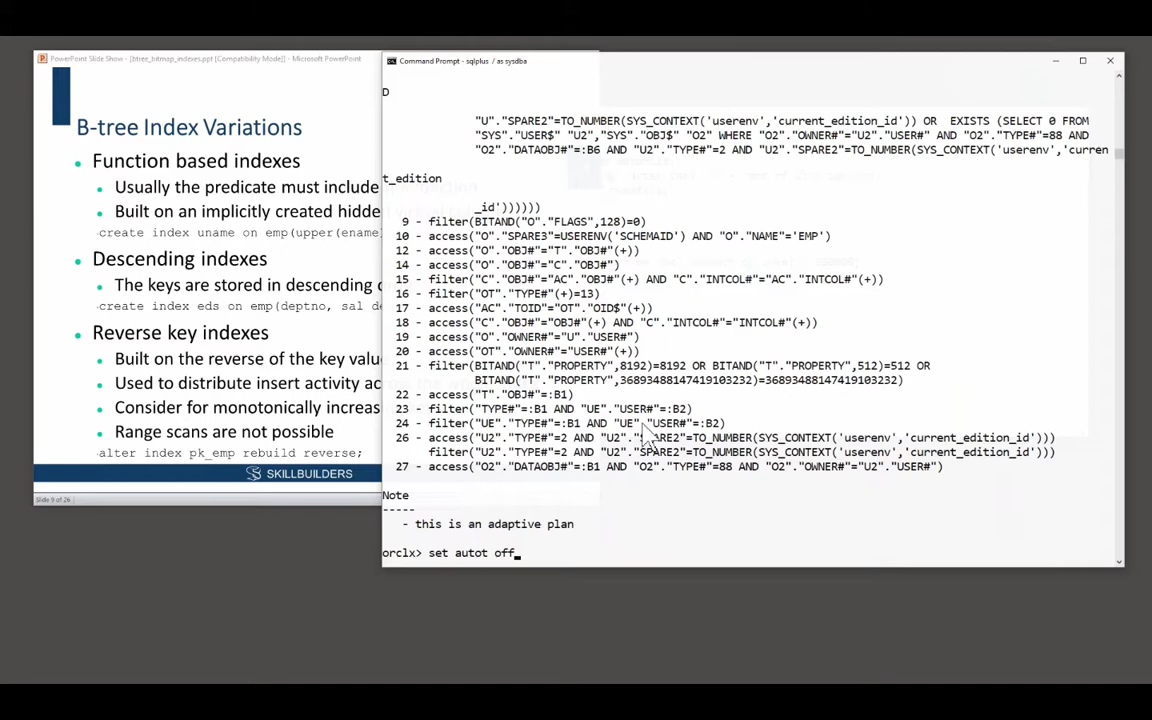 PowerPoint Slide Show - [btree_bitmap_indexes.ppt [Compatibility Mode]] - Microsoft PowerPoint
B-tree Index Variations
• Function based indexes
• Usually the predicate must include
• Built on an implicitly created hidden
-create index uname on emp(upper(ename)
• Descending indexes
• The keys are stored in descending
-create index eds on emp(deptno, sal de
• Reverse key indexes
• Built on the reverse of the key valu
• Used to distribute insert activity ac
• Consider for monotonically increas
• Range scans are not possible
-alter index pk_emp rebuild reverse;
SKILLBUILDERS
Slide 9 of 26
Command Prompt - sqlplus / as sysdba
D
"U"."SPARE2"=TO_NUMBER(SYS_CONTEXT('userenv','current_edition_id')) OR  EXISTS (SELECT 0 FROM
"SYS"."USER$" "U2","SYS"."OBJ$" "O2" WHERE "O2"."OWNER#"="U2"."USER#" AND "O2"."TYPE#"=88 AND
"O2"."DATAOBJ#"=:B6 AND "U2"."TYPE#"=2 AND "U2"."SPARE2"=TO_NUMBER(SYS_CONTEXT('userenv','curren
t_edition
_id'))))))
9 - filter(BITAND("O"."FLAGS",128)=0)
10 - access("O"."SPARE3"=USERENV('SCHEMAID') AND "O"."NAME"='EMP')
12 - access("O"."OBJ#"="T"."OBJ#"(+))
14 - access("O"."OBJ#"="C"."OBJ#")
15 - filter("C"."OBJ#"="AC"."OBJ#"(+) AND "C"."INTCOL#"="AC"."INTCOL#"(+))
16 - filter("OT"."TYPE#"(+)=13)
17 - access("AC"."TOID"="OT"."OID$"(+))
18 - access("C"."OBJ#"="OBJ#"(+) AND "C"."INTCOL#"="INTCOL#"(+))
19 - access("O"."OWNER#"="U"."USER#")
20 - access("OT"."OWNER#"="USER#"(+))
21 - filter(BITAND("T"."PROPERTY",8192)=8192 OR BITAND("T"."PROPERTY",512)=512 OR
BITAND("T"."PROPERTY",36893488147419103232)=36893488147419103232)
22 - access("T"."OBJ#"=:B1)
23 - filter("TYPE#"=:B1 AND "UE"."USER#"=:B2)
24 - filter("UE"."TYPE#"=:B1 AND "UE"."USER#"=:B2)
26 - access("U2"."TYPE#"=2 AND "U2"."SPARE2"=TO_NUMBER(SYS_CONTEXT('userenv','current_edition_id')))
filter("U2"."TYPE#"=2 AND "U2"."SPARE2"=TO_NUMBER(SYS_CONTEXT('userenv','current_edition_id')))
27 - access("O2"."DATAOBJ#"=:B1 AND "O2"."TYPE#"=88 AND "O2"."OWNER#"="U2"."USER#")
Note
-----
- this is an adaptive plan
orclx> set autot off_